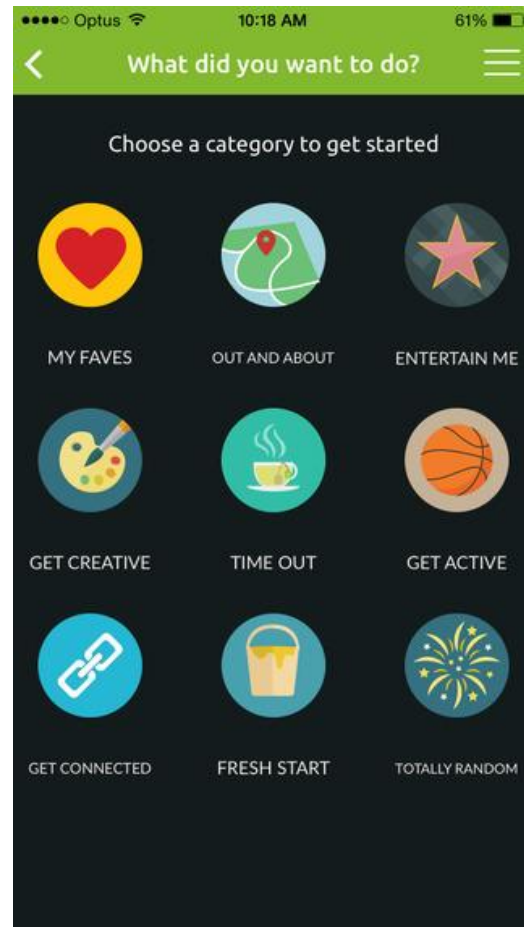 Optus 10:18 AM 61%
What did you want to do?
Choose a category to get started
MY FAVES OUT AND ABOUT ENTERTAIN ME
GET CREATIVE TIME OUT GET ACTIVE
GET CONNECTED FRESH START TOTALLY RANDOM